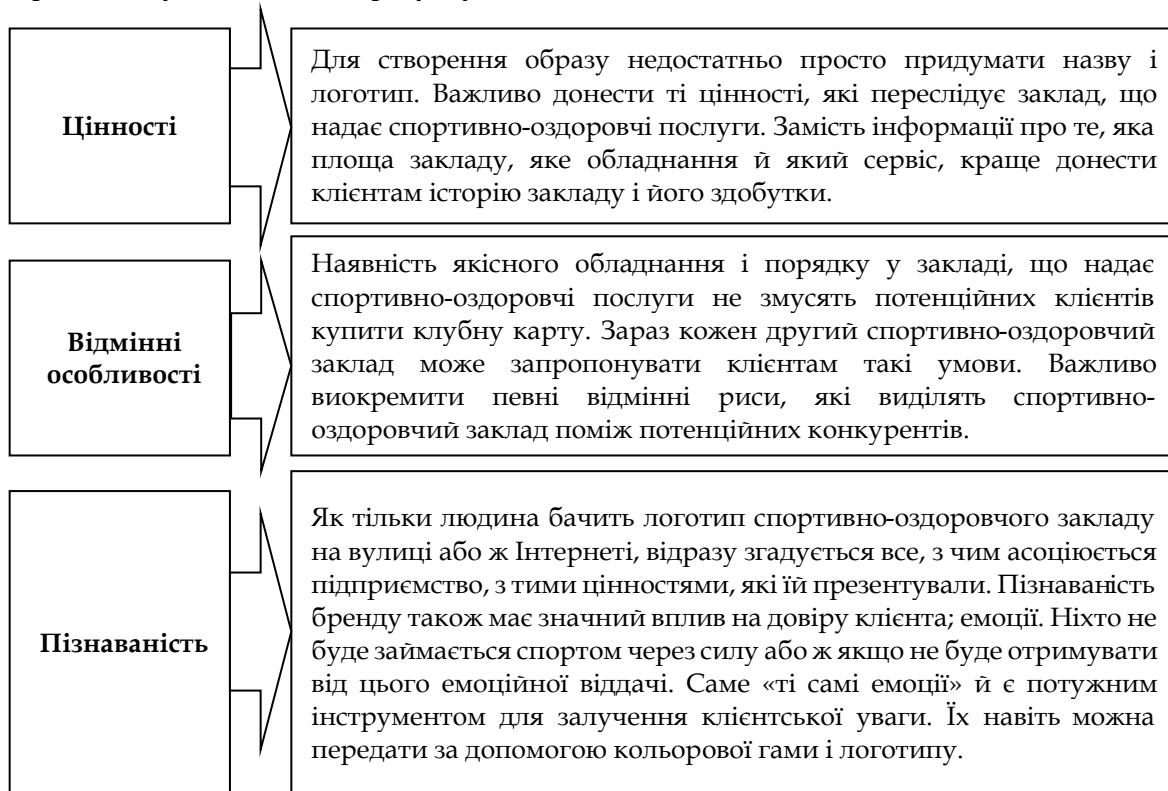 Цінності
Для створення образу недостатньо просто придумати назву і
логотип. Важливо донести ті цінності, які переслідує заклад, що
надає спортивно-оздоровчі послуги. Замість інформації про те, яка
площа закладу, яке обладнання й який сервіс, краще донести
клієнтам історію закладу і його здобутки.
Відмінні
особливості
Наявність якісного обладнання і порядку у закладі, що надає
спортивно-оздоровчі послуги не змусять потенційних клієнтів
купити клубну карту. Зараз кожен другий спортивно-оздоровчий
заклад може запропонувати клієнтам такі умови. Важливо
виокремити певні відмінні риси, які виділять спортивно-
оздоровчий заклад поміж потенційних конкурентів.
Пізнаваність
Як тільки людина бачить логотип спортивно-оздоровчого закладу
на вулиці або ж Інтернеті, відразу згадується все, з чим асоціюється
підприємство, з тими цінностями, які їй презентували. Пізнаваність
бренду також має значний вплив на довіру клієнта; емоції. Ніхто не
буде займається спортом через силу або ж якщо не буде отримувати
від цього емоційної віддачі. Саме «ті самі емоції» й є потужним
інструментом для залучення клієнтської уваги. Їх навіть можна
передати за допомогою кольорової гами і логотипу.